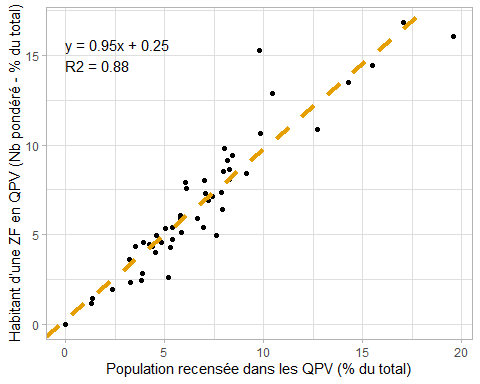 y = 0.95x + 0.25
R2 = 0.88
Habitant d'une ZF en QPV (Nb pondéré - % du total)
15
10
5
0
0 5 10 15 20
Population recensée dans les QPV (% du total)